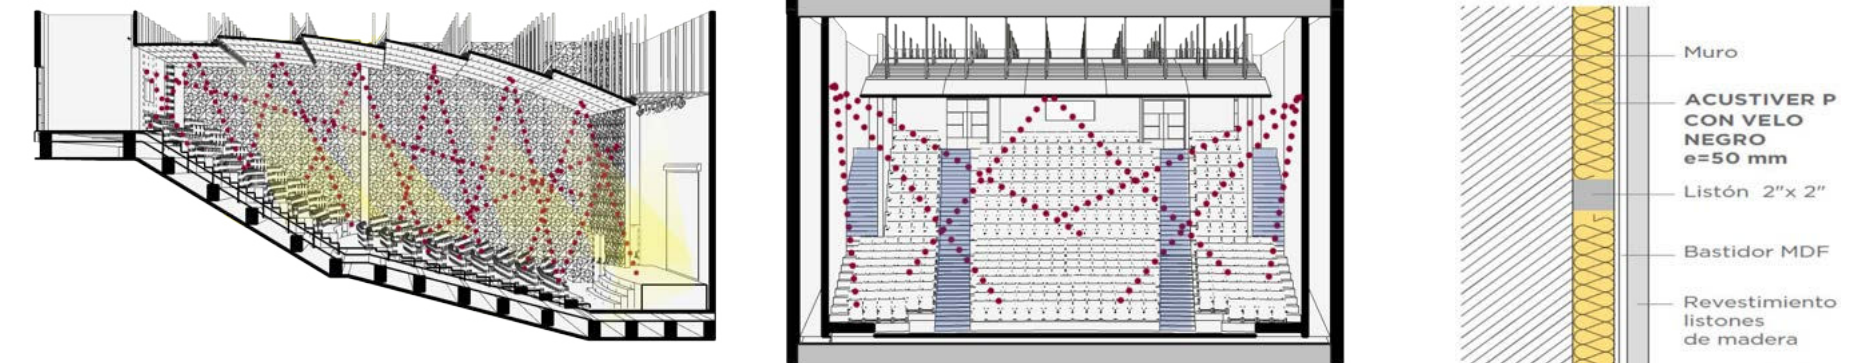 Muro
ACUSTIVER P
CON VELO
NEGRO
e=50 mm
Listón 2"x 2"
Bastidor MDF
Revestimiento
listones
de madera